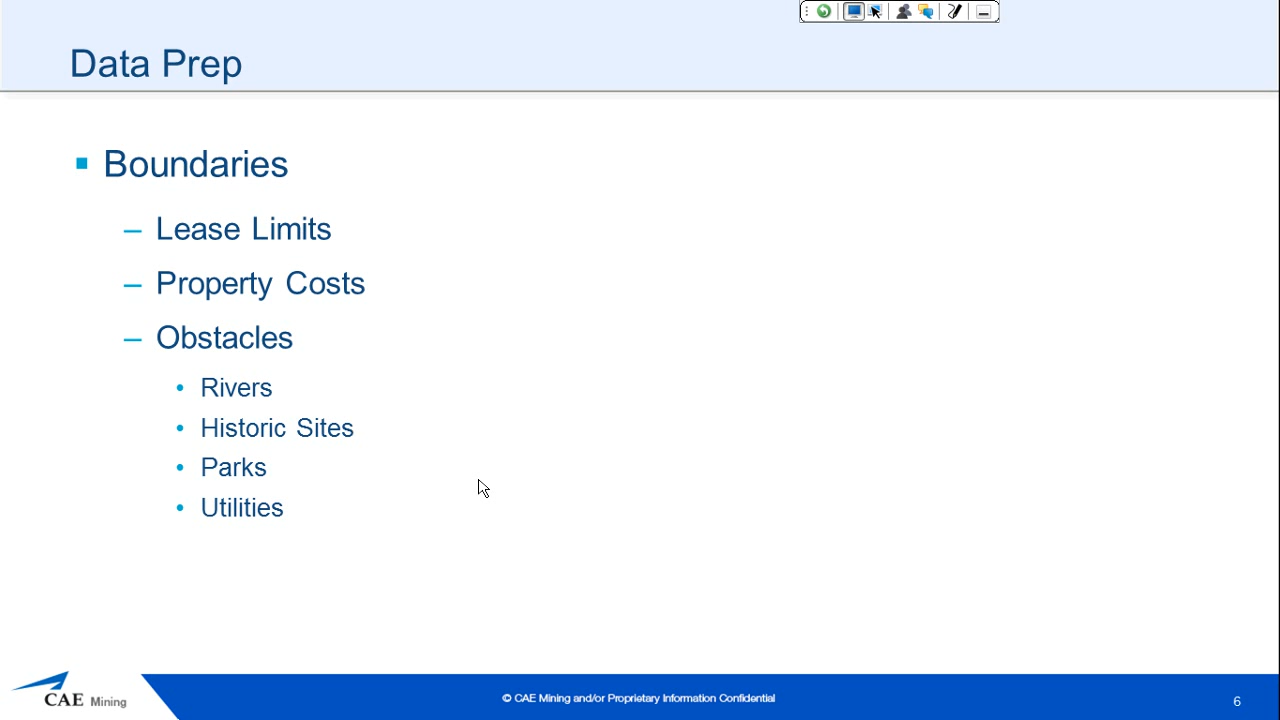 Data Prep
Boundaries
– Lease Limits
– Property Costs
– Obstacles
• Rivers
• Historic Sites
• Parks
• Utilities
CAE Mining
© CAE Mining and/or Proprietary Information Confidential
6